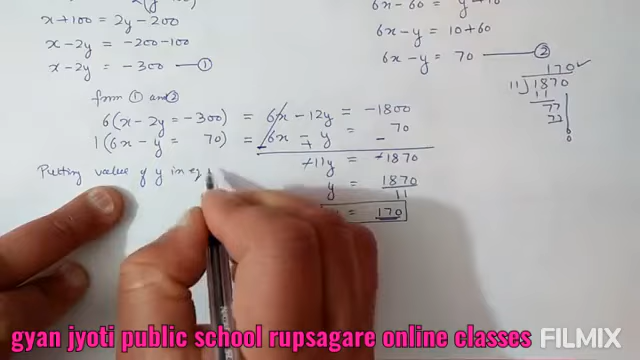 x+100 = 2y-200
x-2y = -200-100
x-2y = -300 ①
6x-60 = y+10
6x-y = 10+60
6x-y = 70 ②
170 ✓
11)1870
11
77
77
0
from ① and ②
6(x-2y = -300) = 6x-12y = -1800
1(6x-y = 70) = 6x-y = 70
- + -
-11y = -1870
y = 1870/11
= 170
Putting value of y in eq
gyan jyoti public school rupsagare online classes
FILMIX